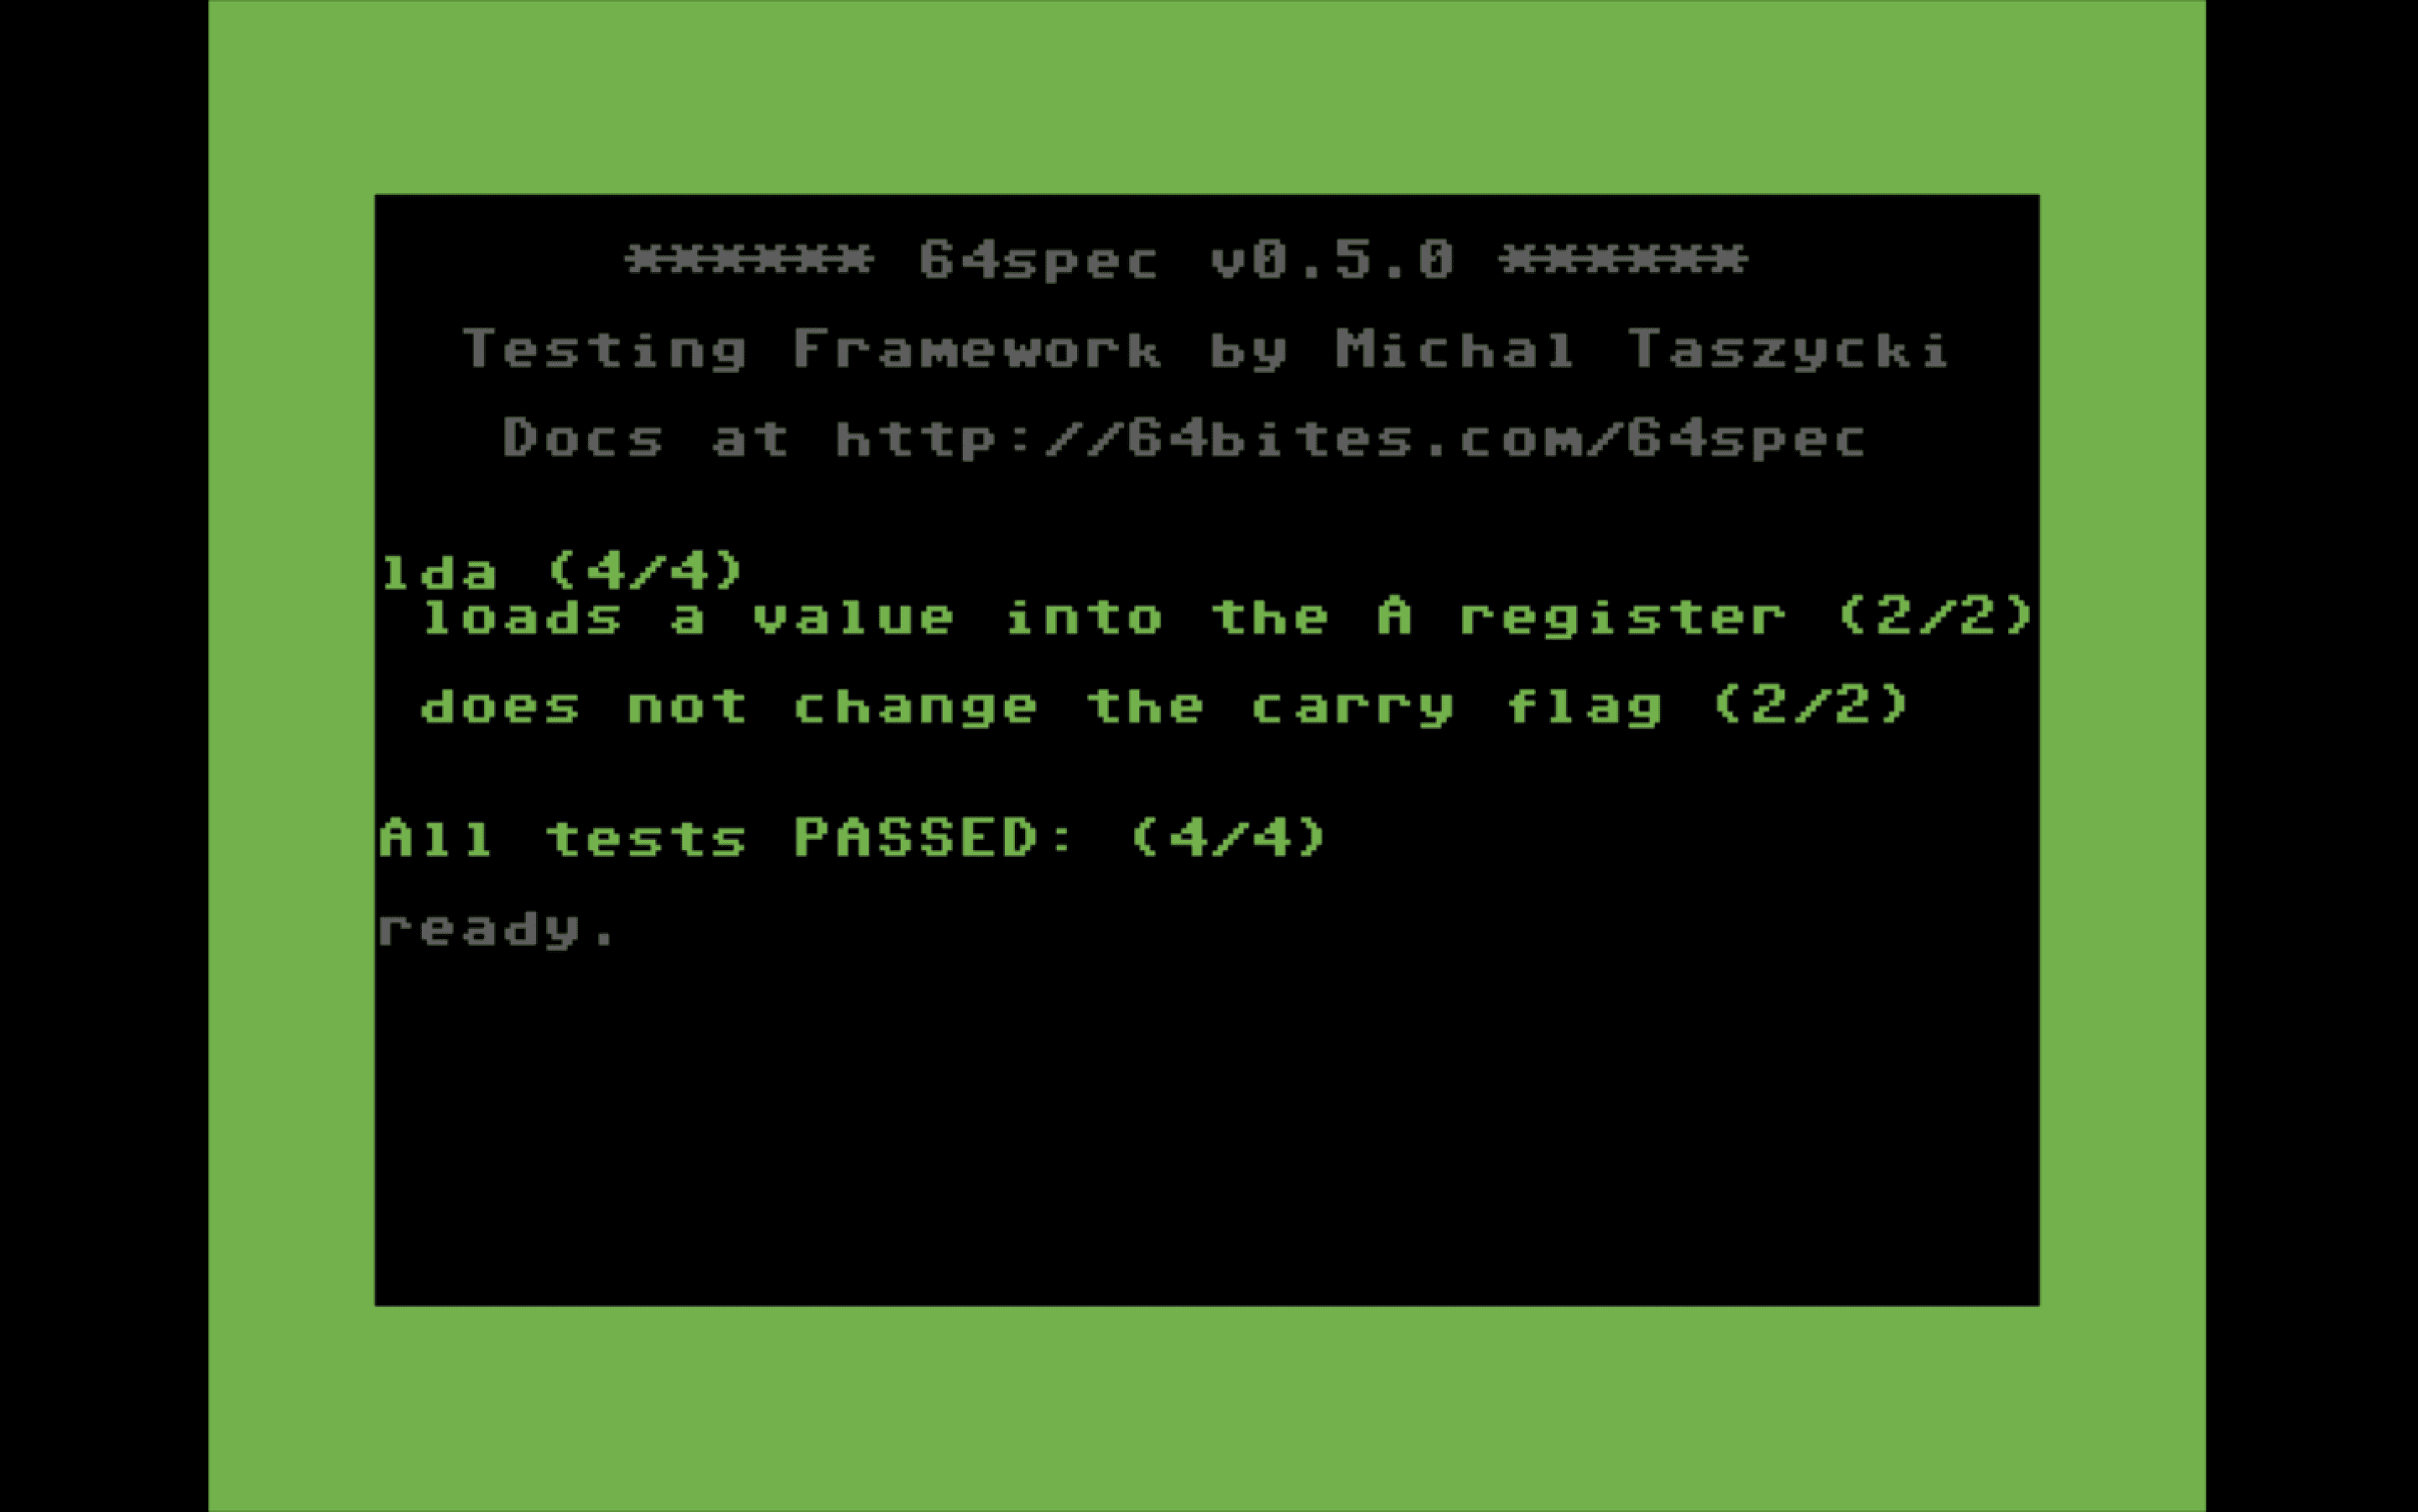 ****** 64spec v0.5.0 ******
Testing Framework by Michal Taszycki
Docs at http://64bites.com/64spec
lda (4/4)
loads a value into the A register (2/2)
does not change the carry flag (2/2)
All tests PASSED: (4/4)
ready.